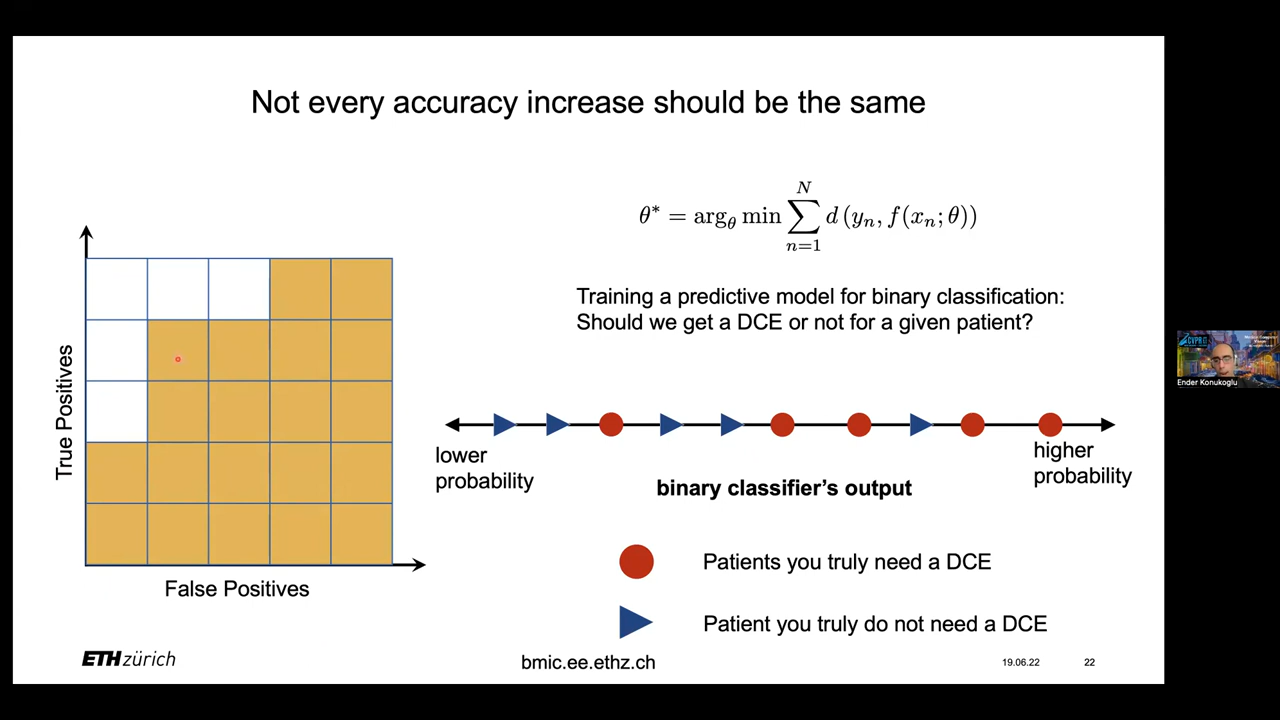 Not every accuracy increase should be the same
θ* = arg_θ min ∑_{n=1}^{N} d (y_n, f(x_n; θ))
Training a predictive model for binary classification:
Should we get a DCE or not for a given patient?
True Positives
False Positives
lower
probability
higher
probability
binary classifier's output
Patients you truly need a DCE
Patient you truly do not need a DCE
ETH zürich
bmic.ee.ethz.ch
19.06.22
22
CVPR
Ender Konukoglu